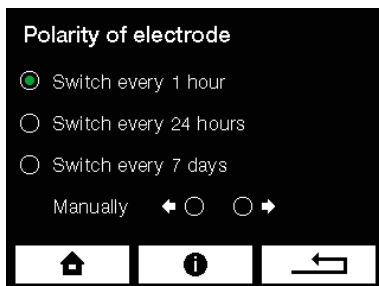 Polarity of electrode
Switch every 1 hour
Switch every 24 hours
Switch every 7 days
Manually